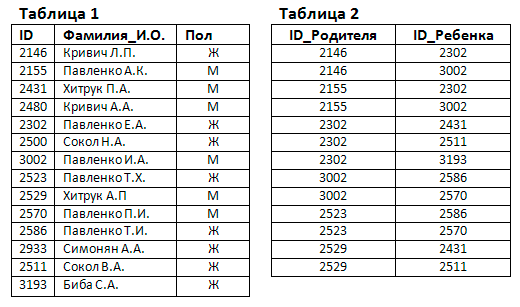 Таблица 1 Таблица 2
ID Фамилия_И.О. Пол ID_Родителя ID_Ребенка
2146 Кривич Л.П. Ж 2146 2302
2155 Павленко А.К. М 2146 3002
2431 Хитрук П.А. М 2155 2302
2480 Кривич А.А. М 2155 3002
2302 Павленко Е.А. Ж 2302 2431
2500 Сокол Н.А. Ж 2302 2511
3002 Павленко И.А. М 2302 3193
2523 Павленко Т.Х. Ж 3002 2586
2529 Хитрук А.П М 3002 2570
2570 Павленко П.И. М 2523 2586
2586 Павленко Т.И. Ж 2523 2570
2933 Симонян А.А. Ж 2529 2431
2511 Сокол В.А. Ж 2529 2511
3193 Биба С.А. Ж